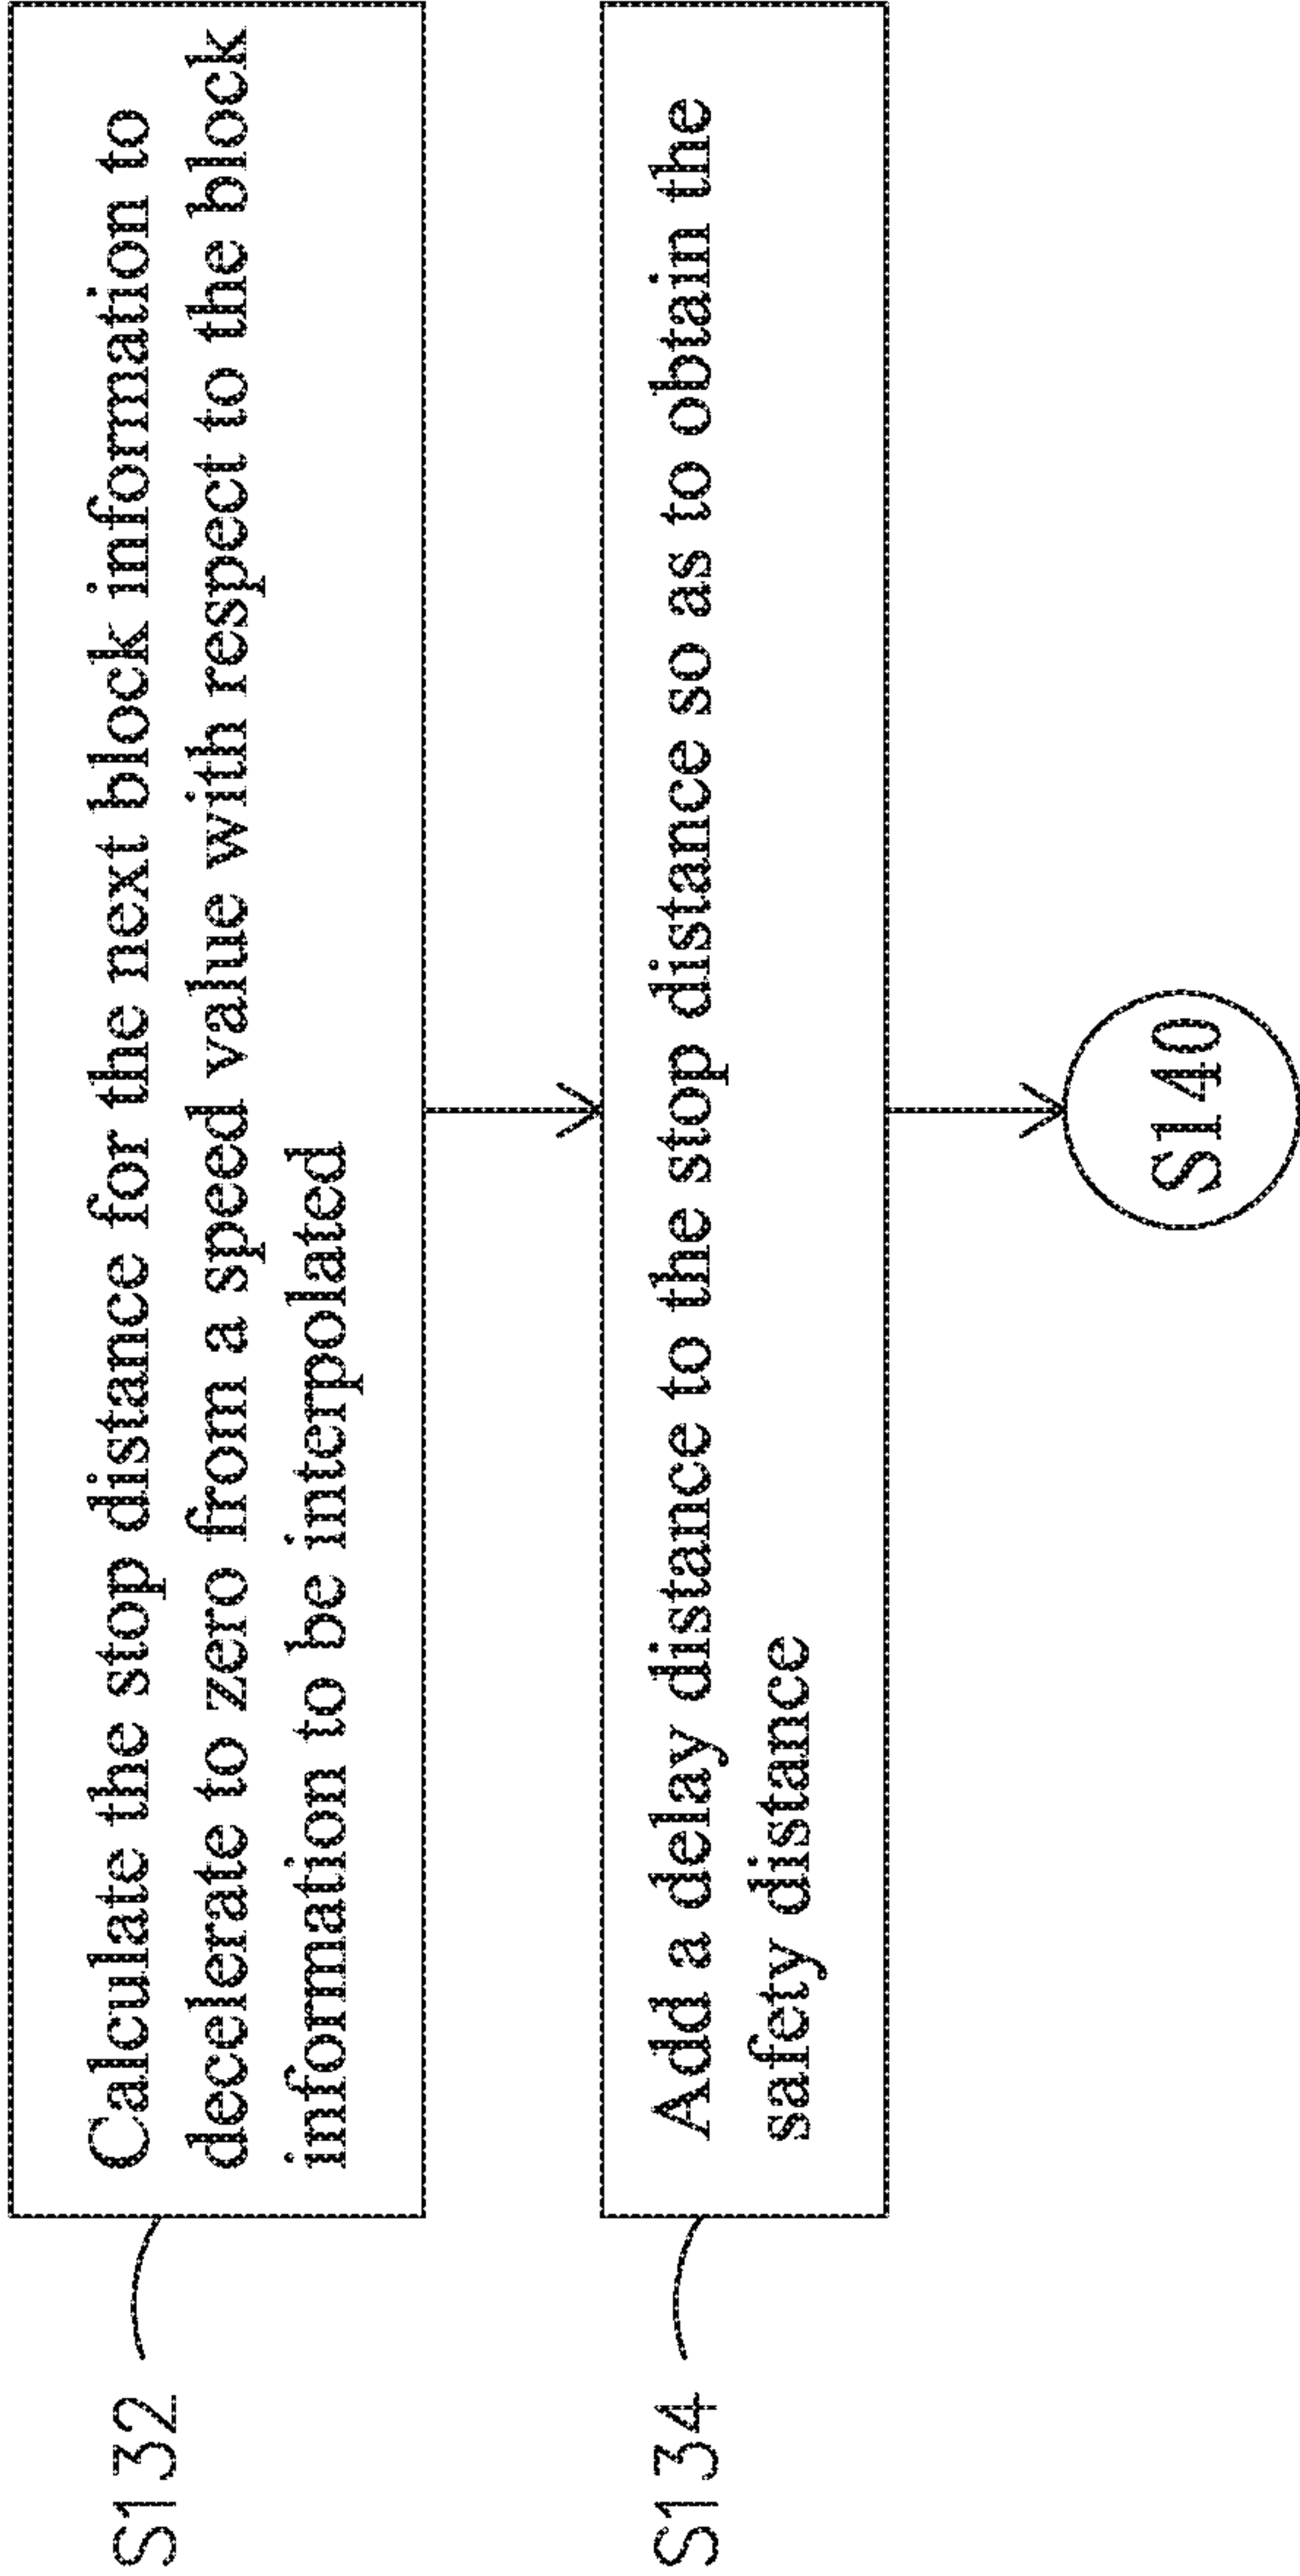 S132
Calculate the stop distance for the next block information to
decelerate to zero from a speed value with respect to the block
information to be interpolated
S134
Add a delay distance to the stop distance so as to obtain the
safety distance
S140